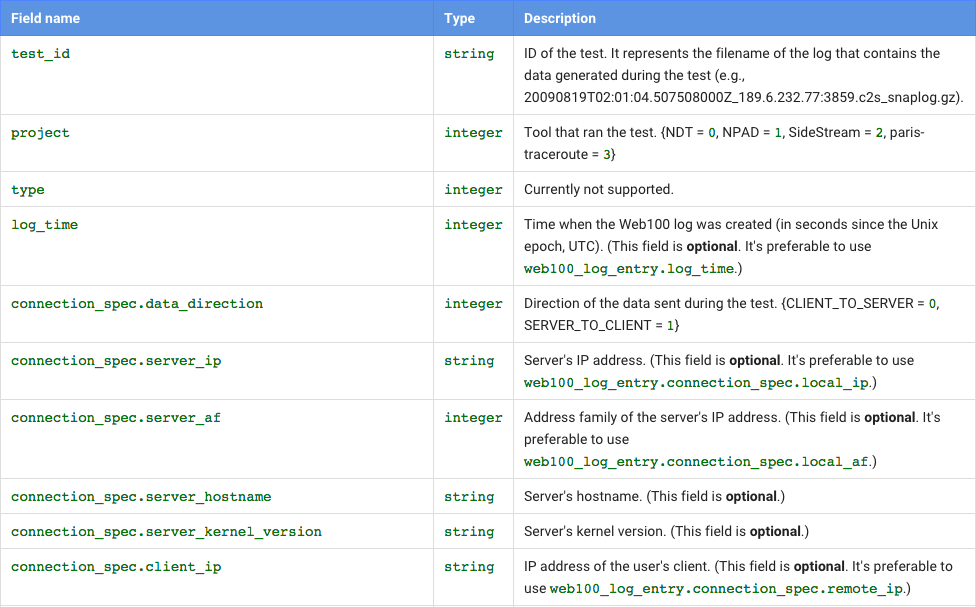 Field name Type Description
test_id string ID of the test. It represents the filename of the log that contains the
data generated during the test (e.g.,
20090819T02:01:04.507508000Z_189.6.232.77:3859.c2s_snaplog.gz).
project integer Tool that ran the test. {NDT = 0, NPAD = 1, SideStream = 2, paris-
traceroute = 3}
type integer Currently not supported.
log_time integer Time when the Web100 log was created (in seconds since the Unix
epoch, UTC). (This field is optional. It's preferable to use
web100_log_entry.log_time.)
connection_spec.data_direction integer Direction of the data sent during the test. {CLIENT_TO_SERVER = 0,
SERVER_TO_CLIENT = 1}
connection_spec.server_ip string Server's IP address. (This field is optional. It's preferable to use
web100_log_entry.connection_spec.local_ip.)
connection_spec.server_af integer Address family of the server's IP address. (This field is optional. It's
preferable to use
web100_log_entry.connection_spec.local_af.)
connection_spec.server_hostname string Server's hostname. (This field is optional.)
connection_spec.server_kernel_version string Server's kernel version. (This field is optional.)
connection_spec.client_ip string IP address of the user's client. (This field is optional. It's preferable to
use web100_log_entry.connection_spec.remote_ip.)